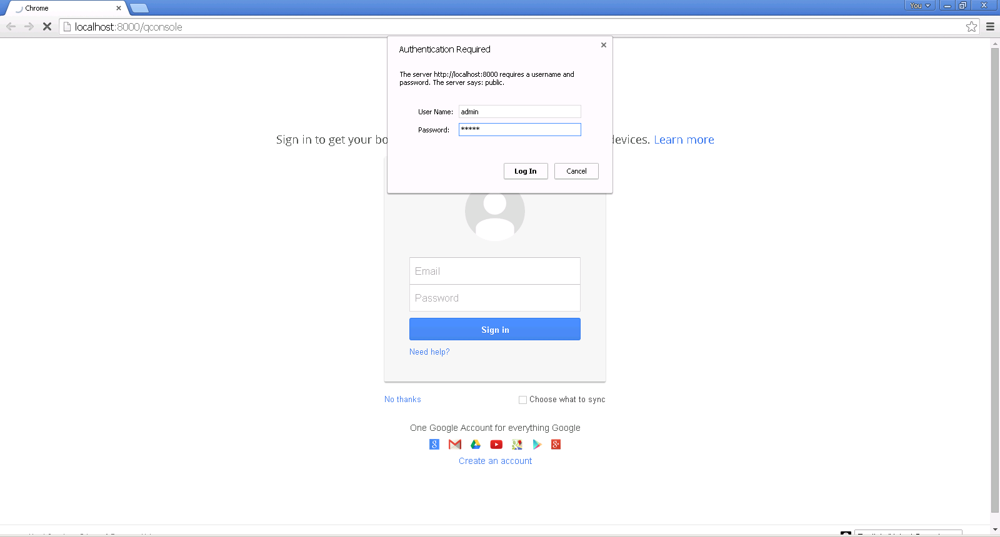 Chrome
You
localhost:8000/qconsole
Authentication Required
The server http://localhost:8000 requires a username and
password. The server says: public.
User Name: admin
Password: *****
Log In Cancel
Sign in to get your bo
devices. Learn more
Email
Password
Sign in
Need help?
No thanks
Choose what to sync
One Google Account for everything Google
Create an account